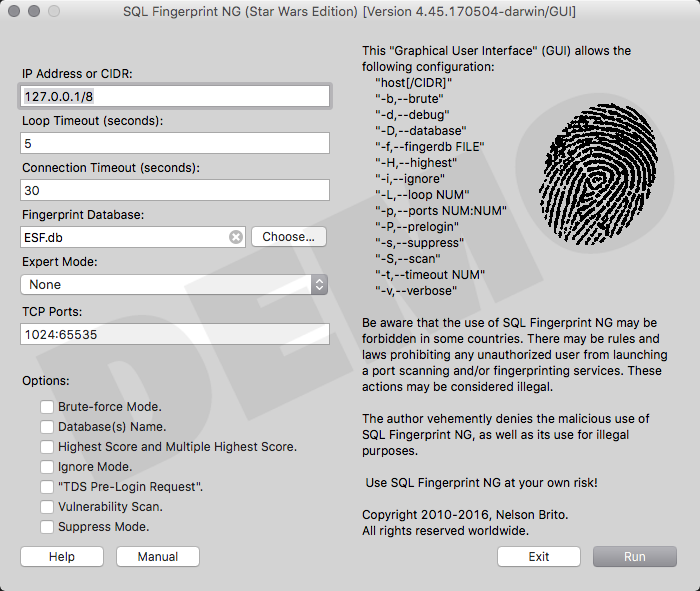 SQL Fingerprint NG (Star Wars Edition) [Version 4.45.170504-darwin/GUI]
IP Address or CIDR:
127.0.0.1/8
Loop Timeout (seconds):
5
Connection Timeout (seconds):
30
Fingerprint Database:
ESF.db
Choose...
Expert Mode:
None
TCP Ports:
1024:65535
Options:
Brute-force Mode.
Database(s) Name.
Highest Score and Multiple Highest Score.
Ignore Mode.
"TDS Pre-Login Request".
Vulnerability Scan.
Suppress Mode.
Help
Manual
This "Graphical User Interface" (GUI) allows the
following configuration:
"host[/CIDR]"
"-b,--brute"
"-d,--debug"
"-D,--database"
"-f,--fingerdb FILE"
"-H,--highest"
"-i,--ignore"
"-L,--loop NUM"
"-p,--ports NUM:NUM"
"-P,--prelogin"
"-s,--suppress"
"-S,--scan"
"-t,--timeout NUM"
"-v,--verbose"
Be aware that the use of SQL Fingerprint NG may be
forbidden in some countries. There may be rules and
laws prohibiting any unauthorized user from launching
a port scanning and/or fingerprinting services. These
actions may be considered illegal.
The author vehemently denies the malicious use of
SQL Fingerprint NG, as well as its use for illegal
purposes.
Use SQL Fingerprint NG at your own risk!
Copyright 2010-2016, Nelson Brito.
All rights reserved worldwide.
Exit
Run
DEMO